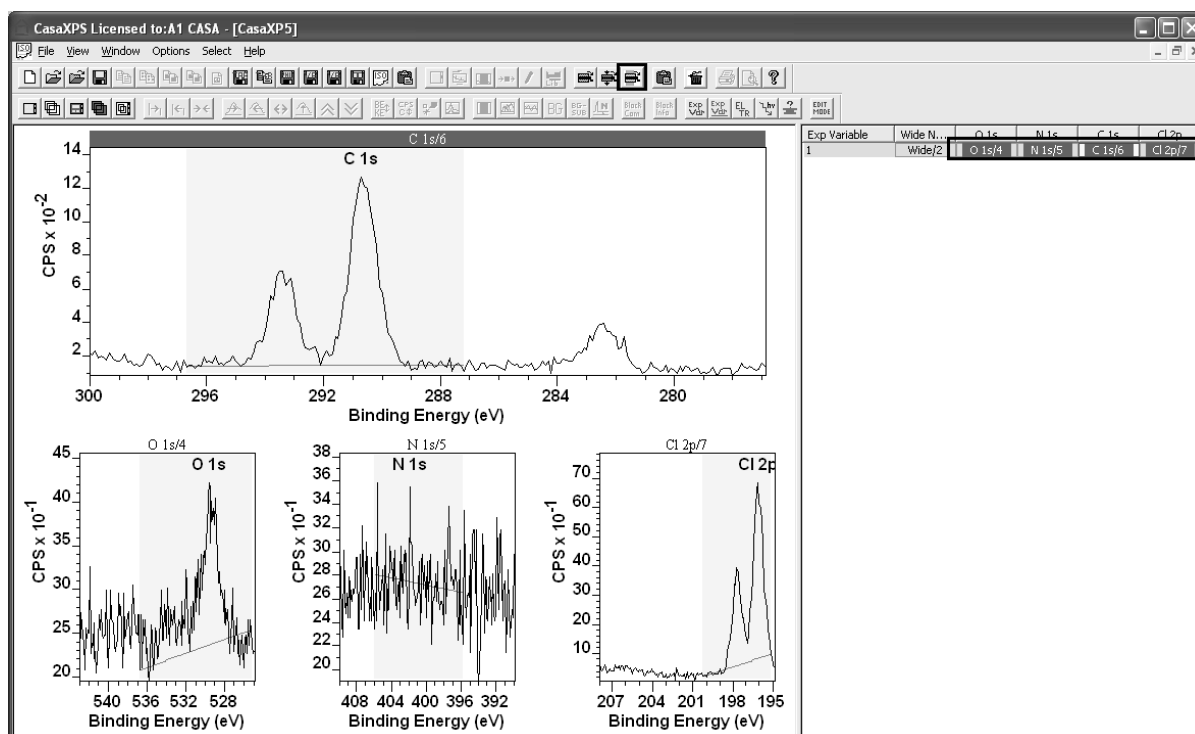 CasaXPS Licensed to:A1 CASA - [CasaXP5]
File View Window Options Select Help
Exp Variable Wide N... O 1s N 1s C 1s Cl 2p
1 Wide/2 O 1s/4 N 1s/5 C 1s/6 Cl 2p/7
C 1s/6
C 1s
CPS x 10⁻²
14
12
10
8
6
4
2
300 296 292 288 284 280
Binding Energy (eV)
O 1s/4
O 1s
CPS x 10⁻¹
45
40
35
30
25
20
540 536 532 528
Binding Energy (eV)
N 1s/5
N 1s
CPS x 10⁻¹
38
36
34
32
30
28
26
24
22
20
408 404 400 396 392
Binding Energy (eV)
Cl 2p/7
Cl 2p
CPS x 10⁻¹
70
60
50
40
30
20
10
207 204 201 198 195
Binding Energy (eV)